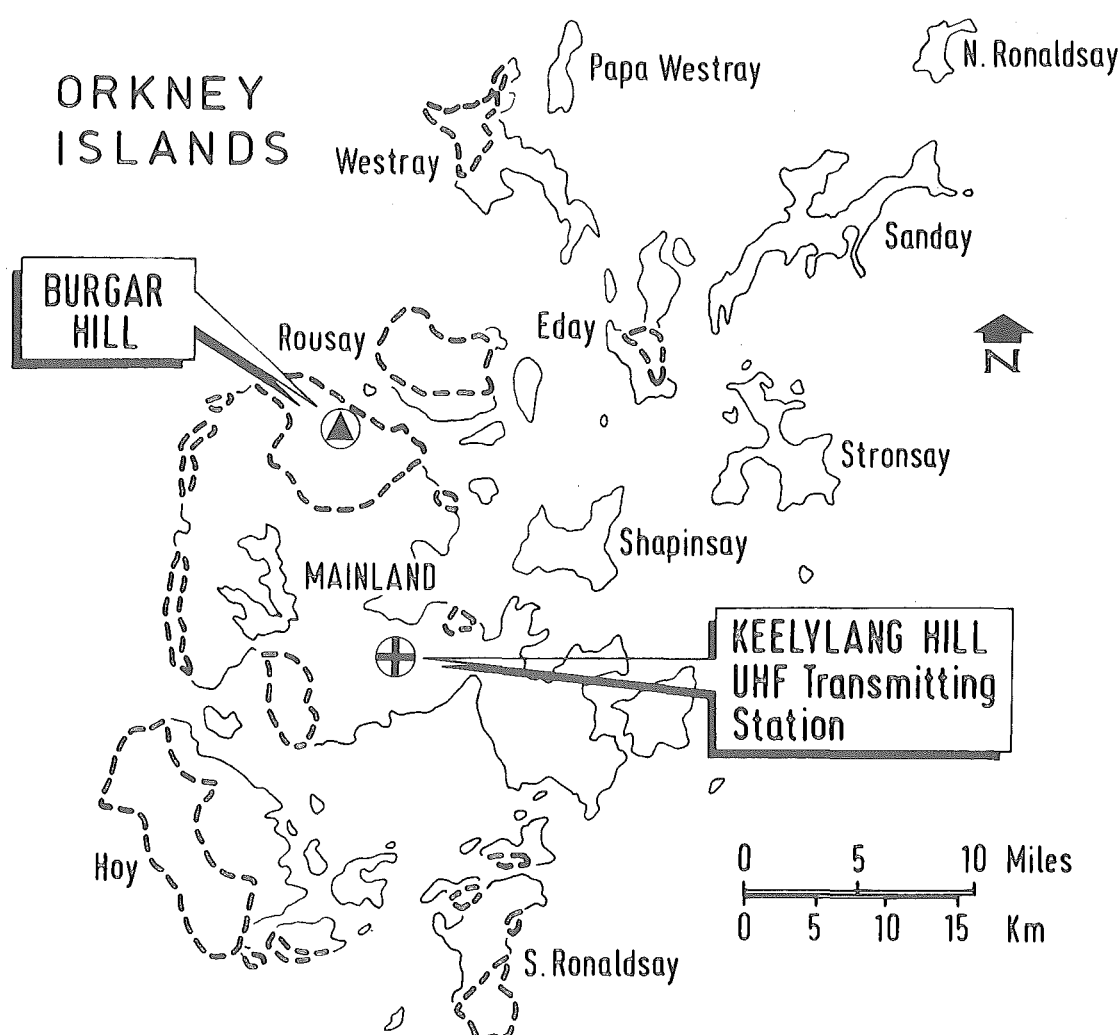 ORKNEY
ISLANDS
Papa Westray
N. Ronaldsay
Westray
Sanday
BURGAR
HILL
Rousay
Eday
N
Stronsay
Shapinsay
MAINLAND
KEELYLANG HILL
UHF Transmitting
Station
Hoy
0 5 10 Miles
0 5 10 15 Km
S. Ronaldsay